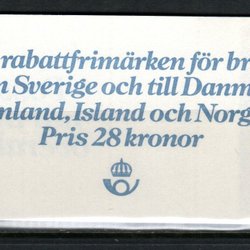 rabattfrimärken för br
n Sverige och till Danm
nland, Island och Norg
Pris 28 kronor